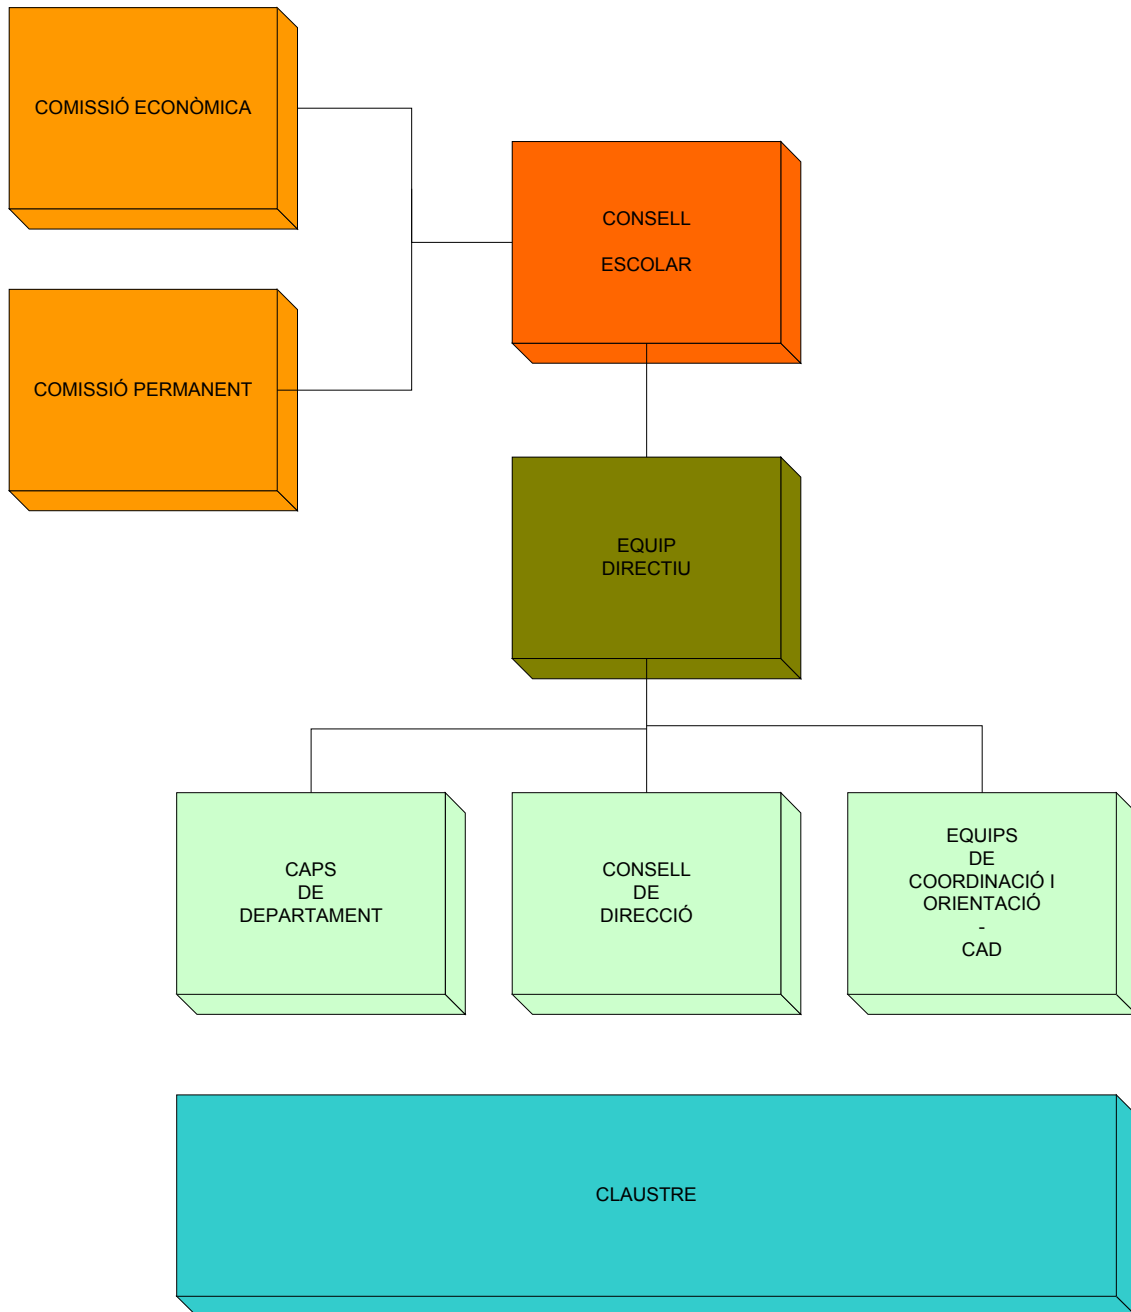 COMISSIÓ ECONÒMICA
CONSELL
ESCOLAR
COMISSIÓ PERMANENT
EQUIP
DIRECTIU
CAPS
DE
DEPARTAMENT
CONSELL
DE
DIRECCIÓ
EQUIPS
DE
COORDINACIÓ I
ORIENTACIÓ
-
CAD
CLAUSTRE